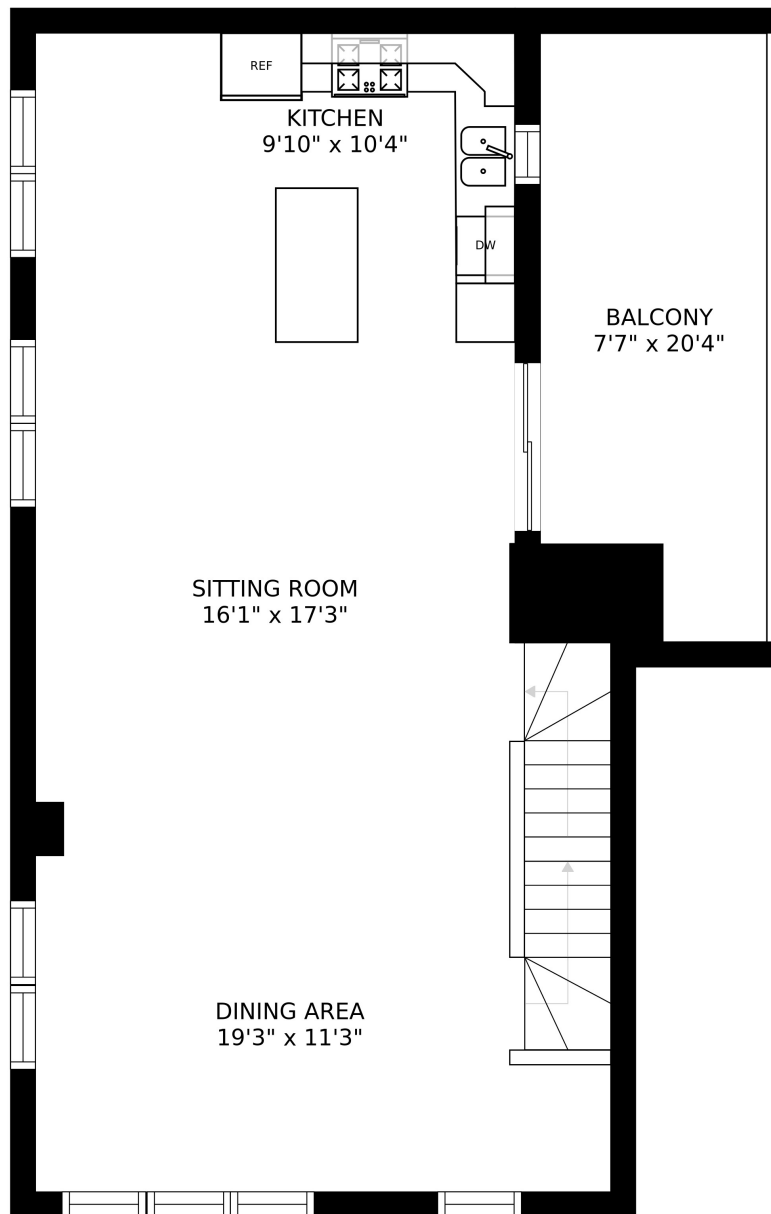 REF
KITCHEN
9'10" x 10'4"
DW
BALCONY
7'7" x 20'4"
SITTING ROOM
16'1" x 17'3"
DINING AREA
19'3" x 11'3"